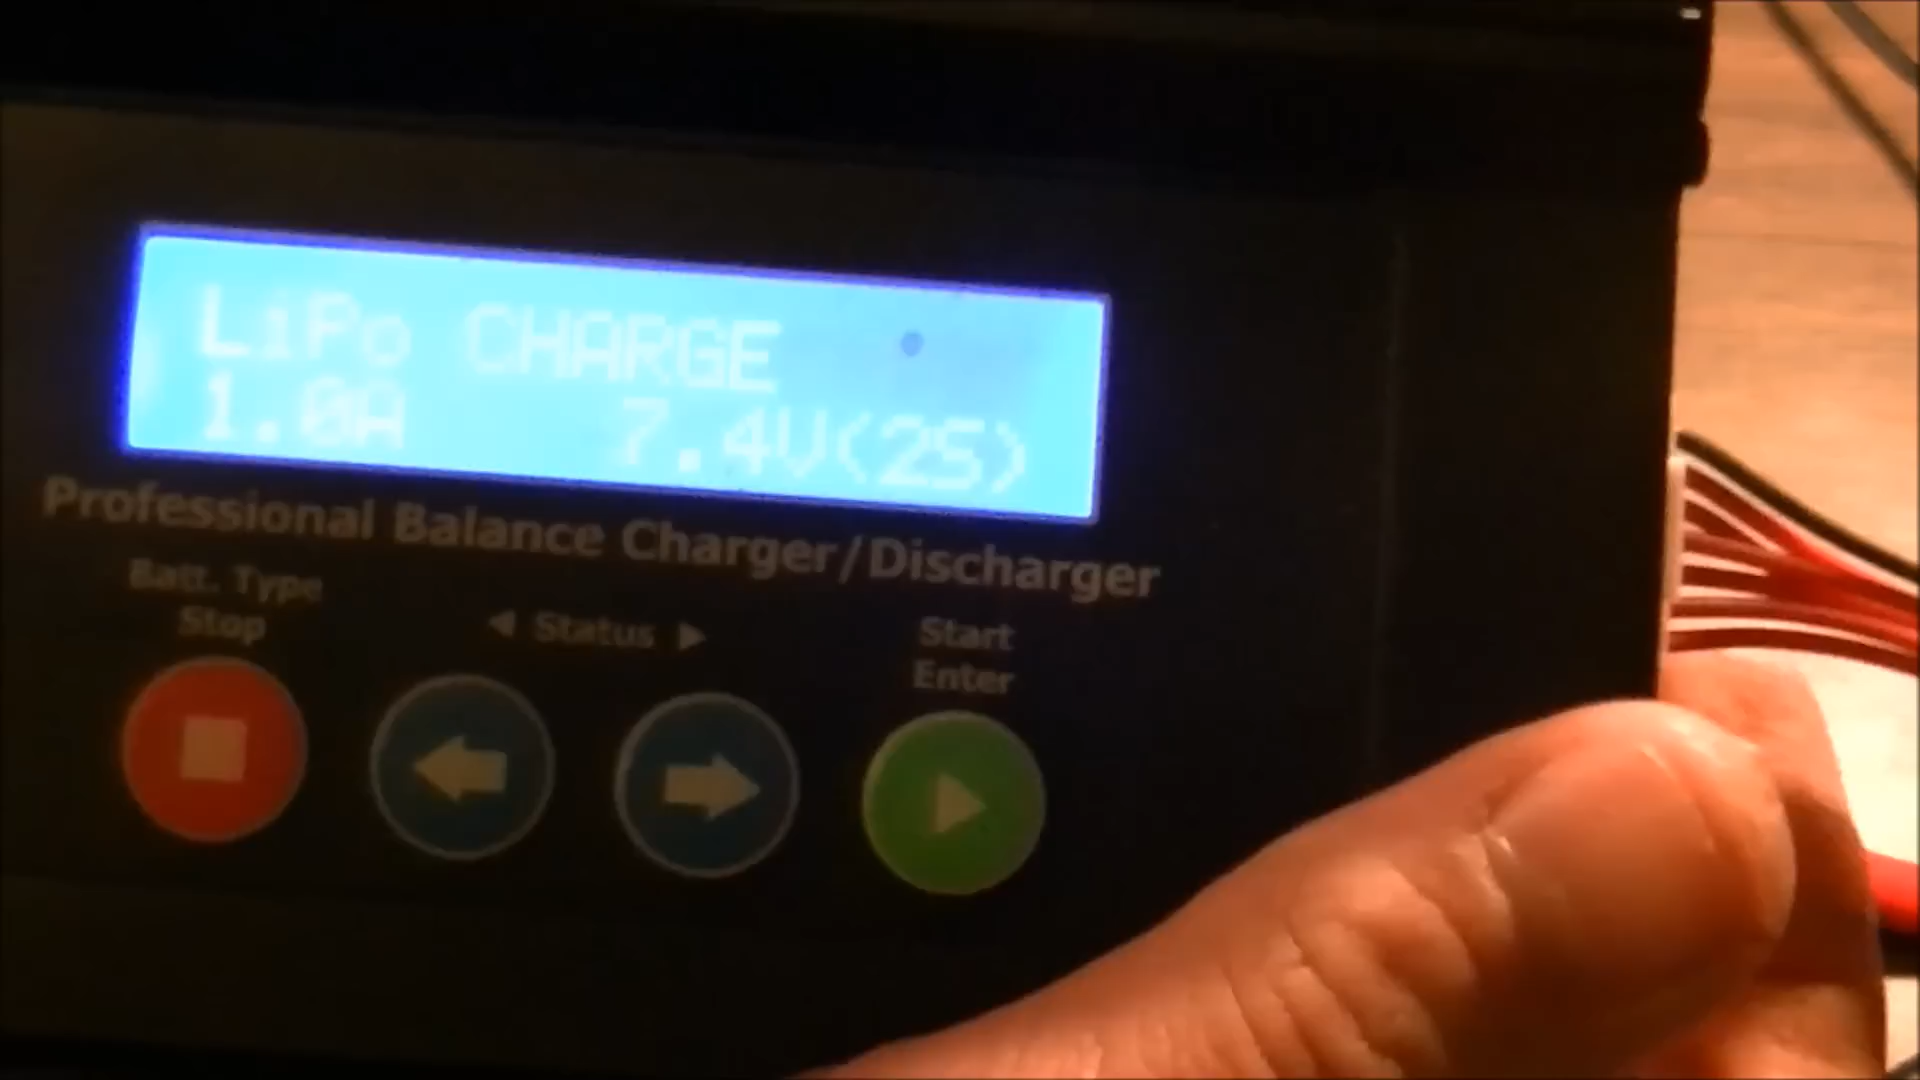 LiPo CHARGE
1.0A 7.4V(2S)
Professional Balance Charger/Discharger
Batt. Type
Stop
◄ Status ►
Start
Enter